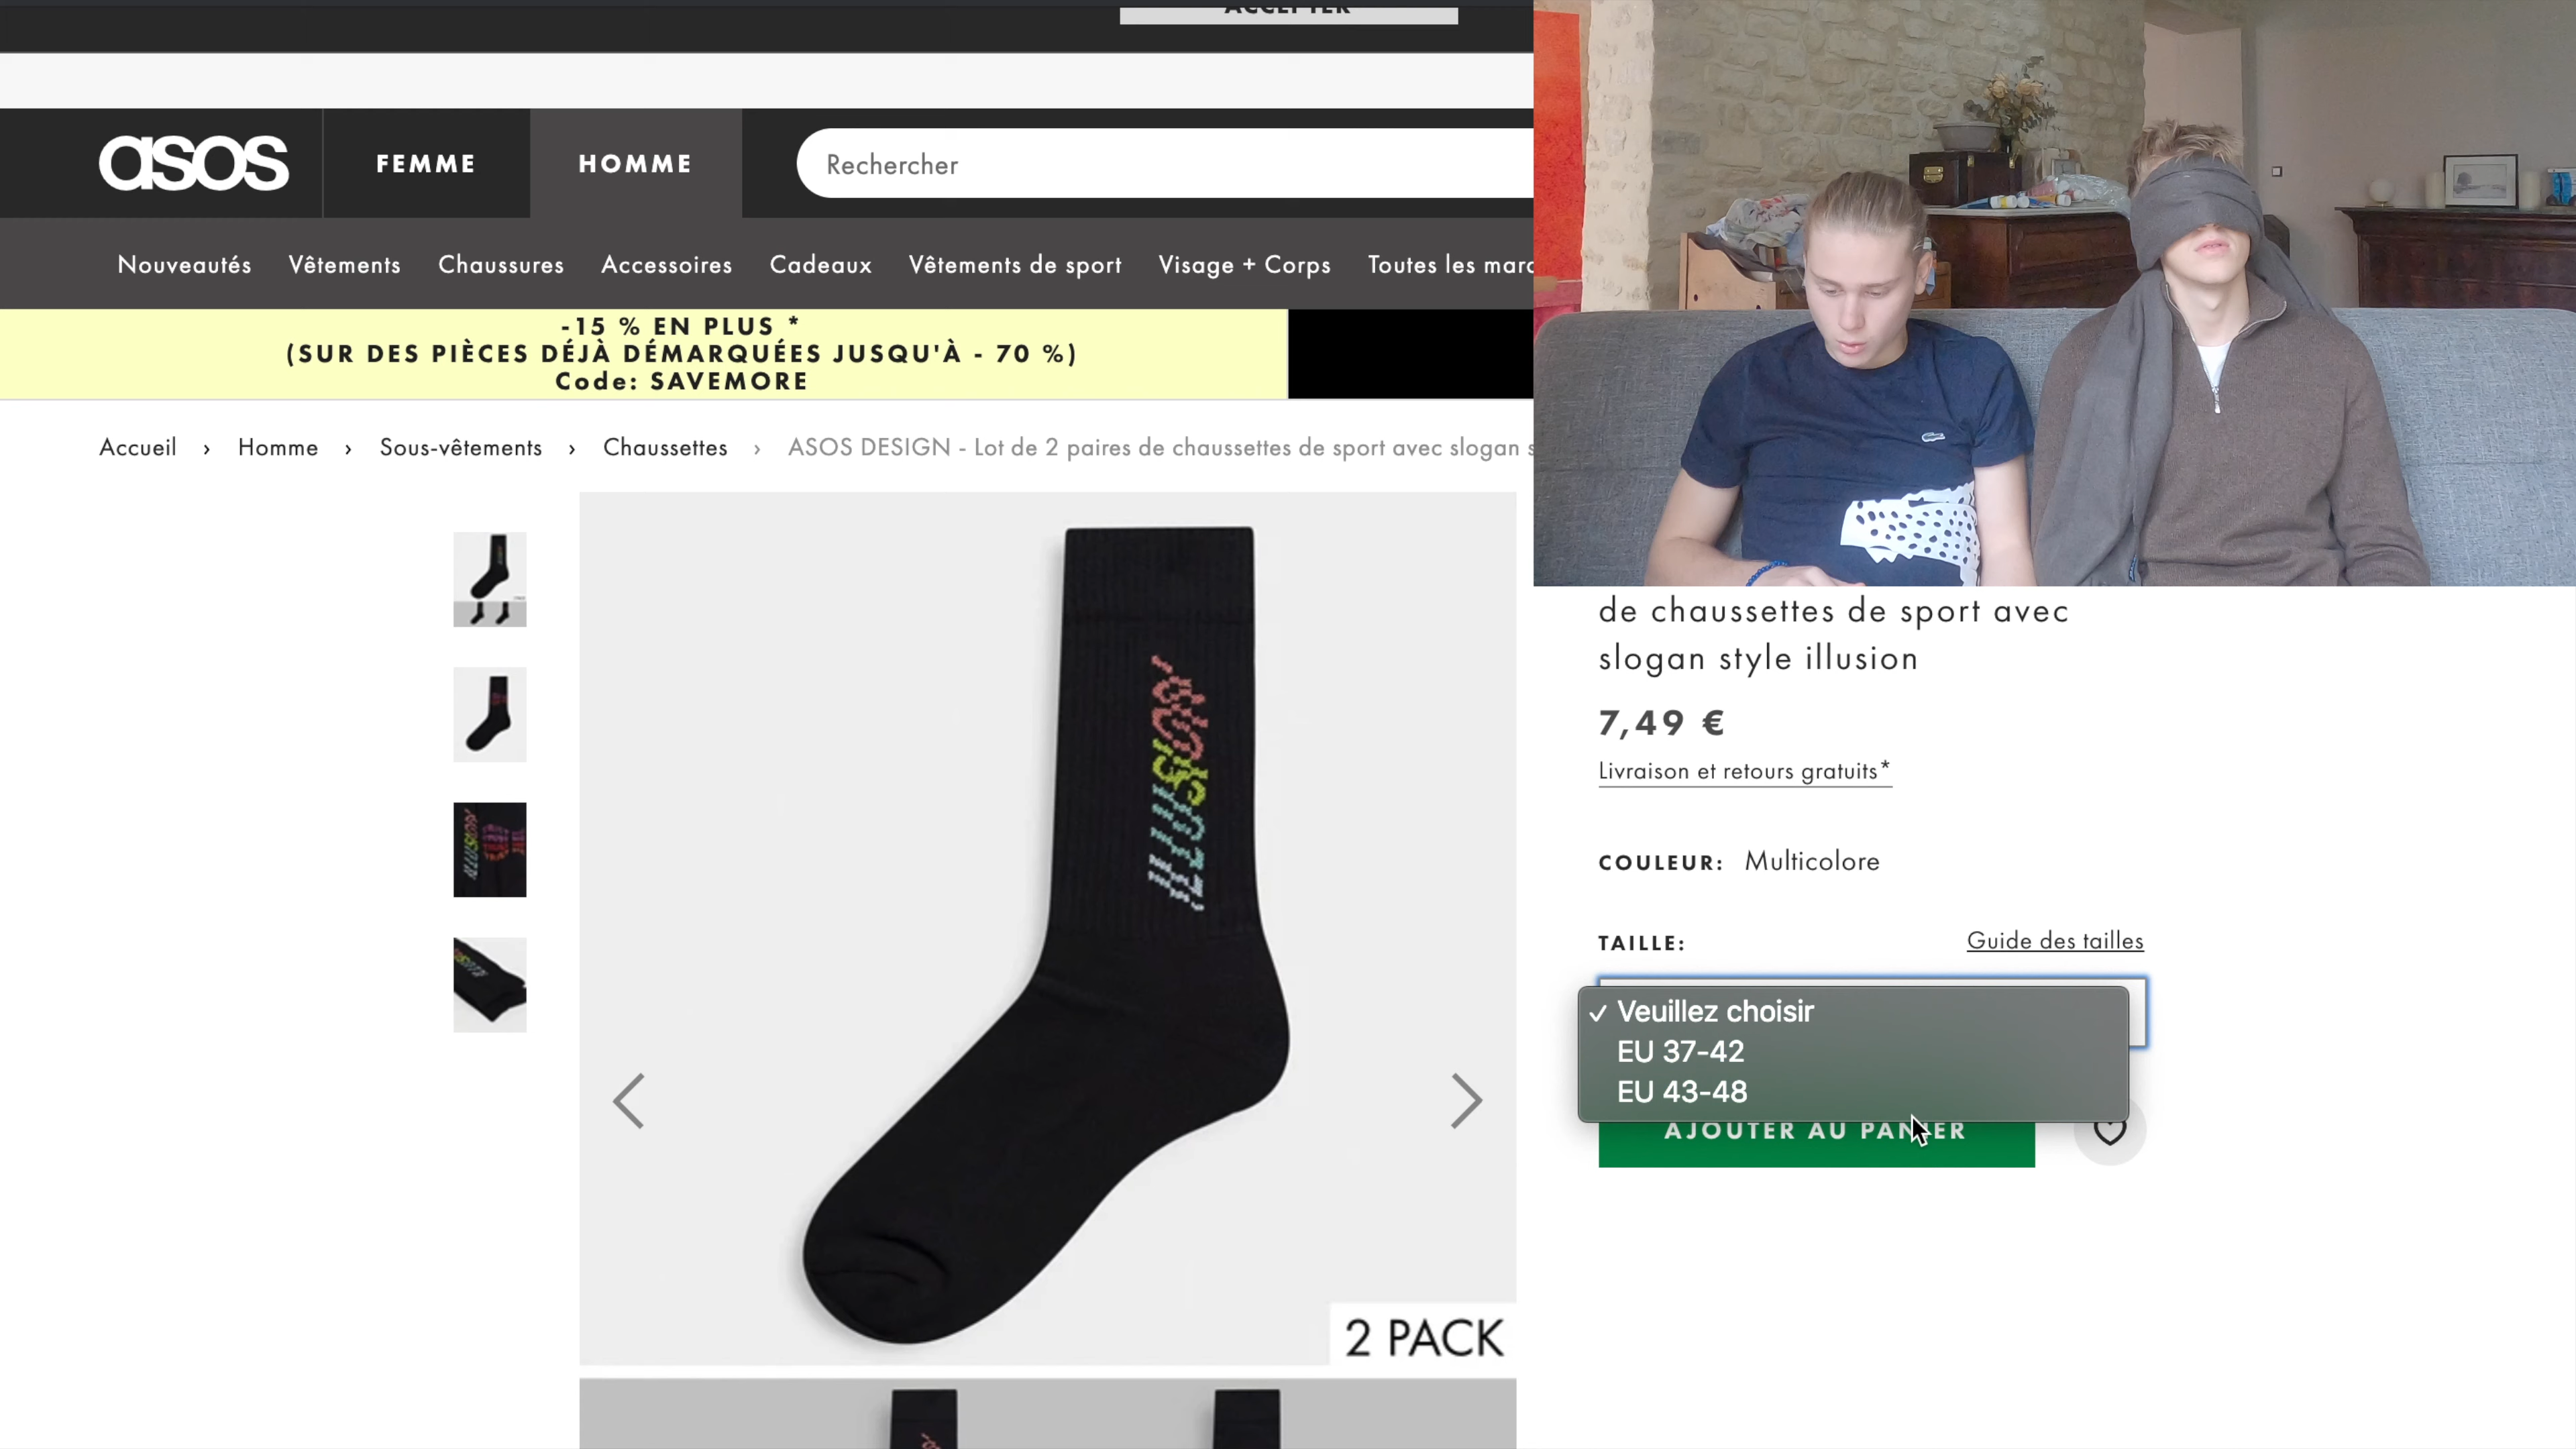 ACCEPTER
asos
FEMME
HOMME
Rechercher
Nouveautés
Vêtements
Chaussures
Accessoires
Cadeaux
Vêtements de sport
Visage + Corps
Toutes les marc
-15 % EN PLUS *
(SUR DES PIÈCES DÉJÀ DÉMARQUÉES JUSQU'À - 70 %)
Code: SAVEMORE
Accueil › Homme › Sous-vêtements › Chaussettes › ASOS DESIGN - Lot de 2 paires de chaussettes de sport avec slogan s
2 PACK
de chaussettes de sport avec
slogan style illusion
7,49 €
Livraison et retours gratuits*
COULEUR: Multicolore
TAILLE:
Guide des tailles
✓ Veuillez choisir
EU 37-42
EU 43-48
AJOUTER AU PANIER